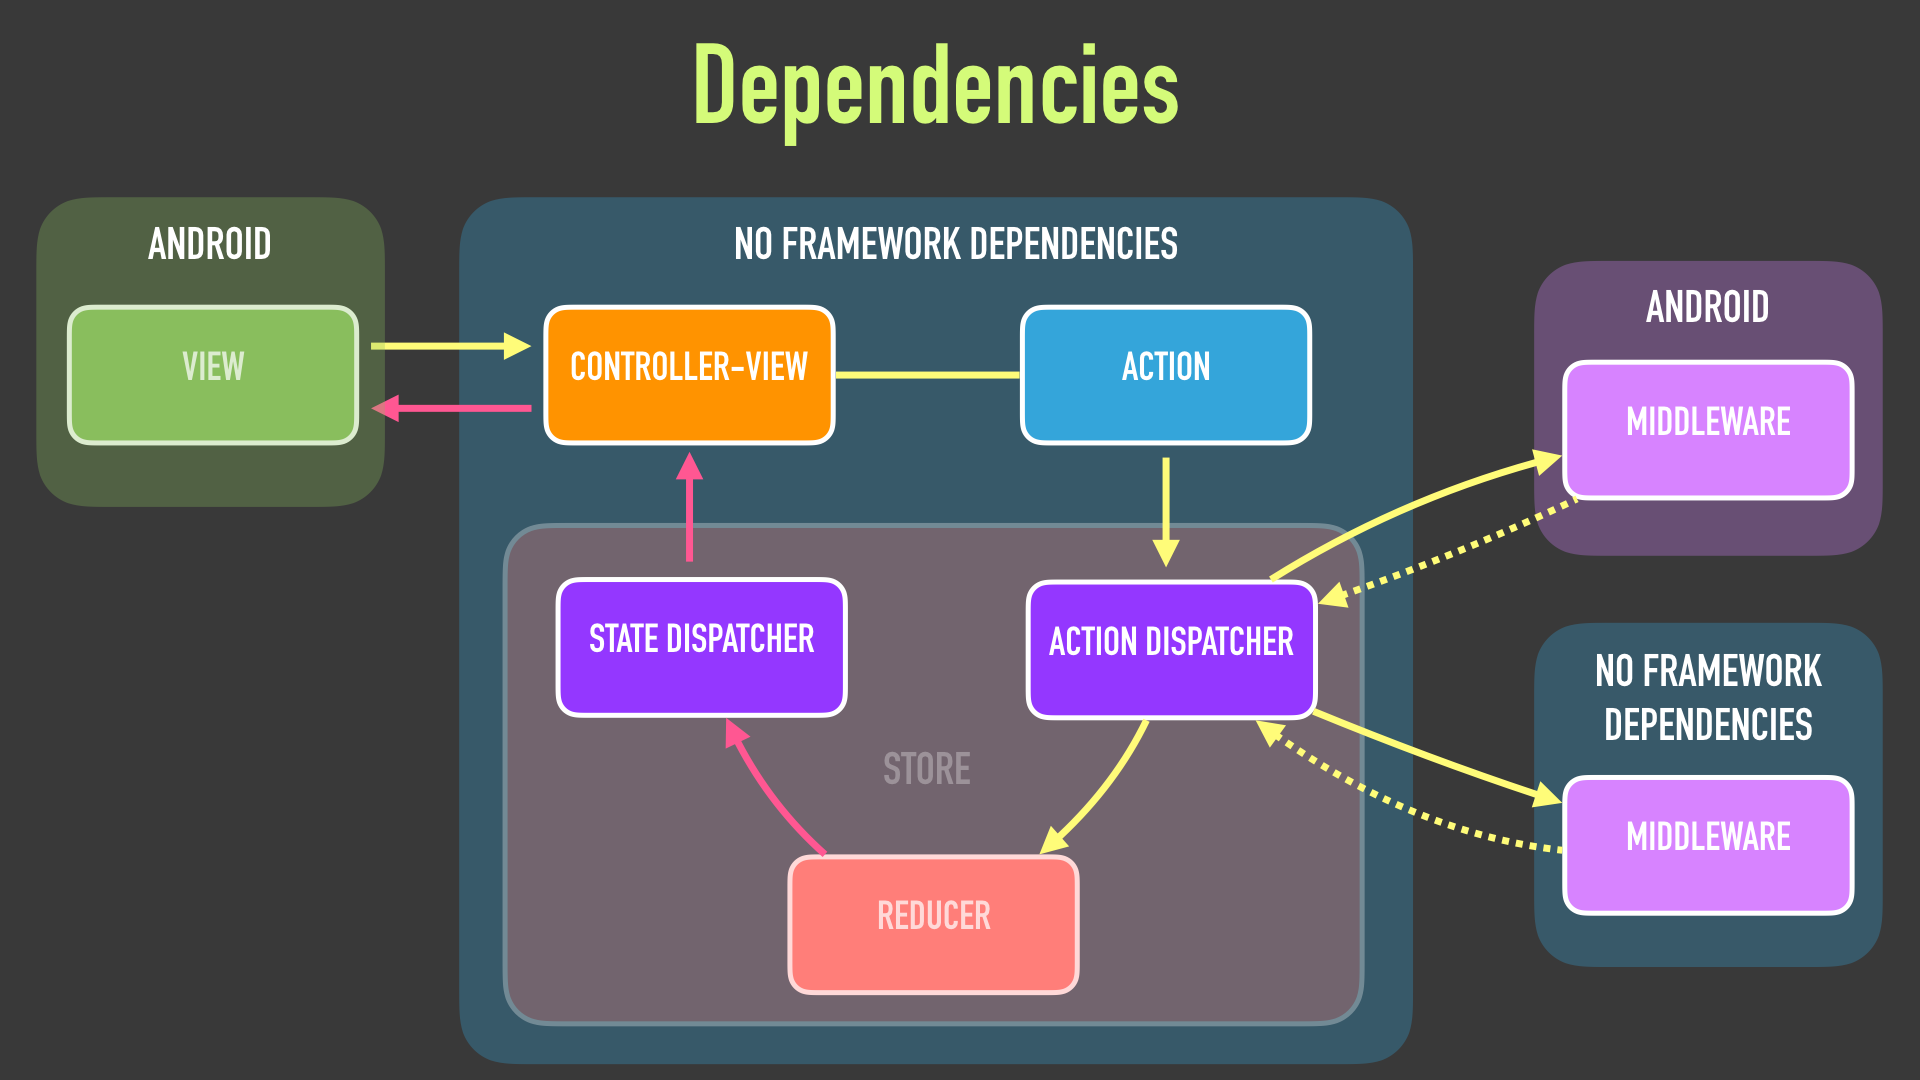 Dependencies
ANDROID
VIEW
NO FRAMEWORK DEPENDENCIES
CONTROLLER-VIEW
ACTION
STATE DISPATCHER
ACTION DISPATCHER
STORE
REDUCER
ANDROID
MIDDLEWARE
NO FRAMEWORK
DEPENDENCIES
MIDDLEWARE